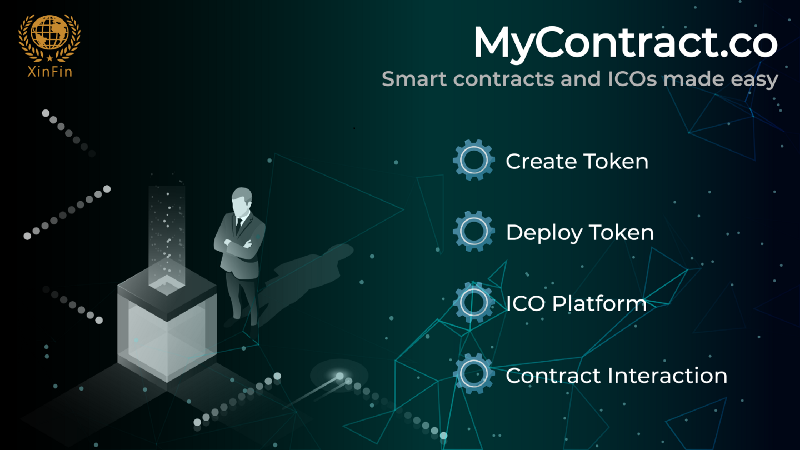 XinFin
MyContract.co
Smart contracts and ICOs made easy
Create Token
Deploy Token
ICO Platform
Contract Interaction